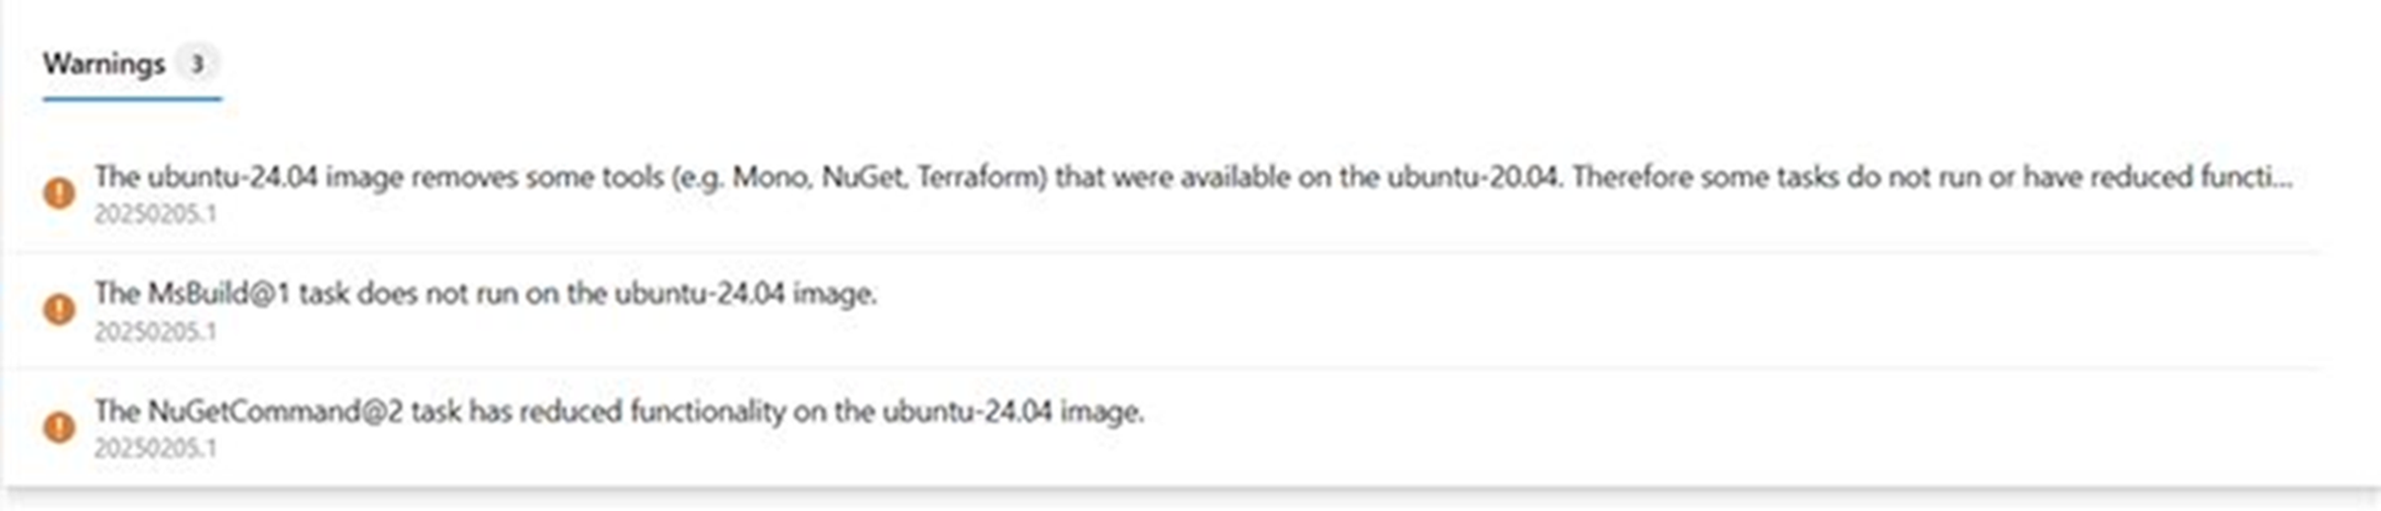 Warnings 3
The ubuntu-24.04 image removes some tools (e.g. Mono, NuGet, Terraform) that were available on the ubuntu-20.04. Therefore some tasks do not run or have reduced functi...
20250205.1
The MsBuild@1 task does not run on the ubuntu-24.04 image.
20250205.1
The NuGetCommand@2 task has reduced functionality on the ubuntu-24.04 image.
20250205.1